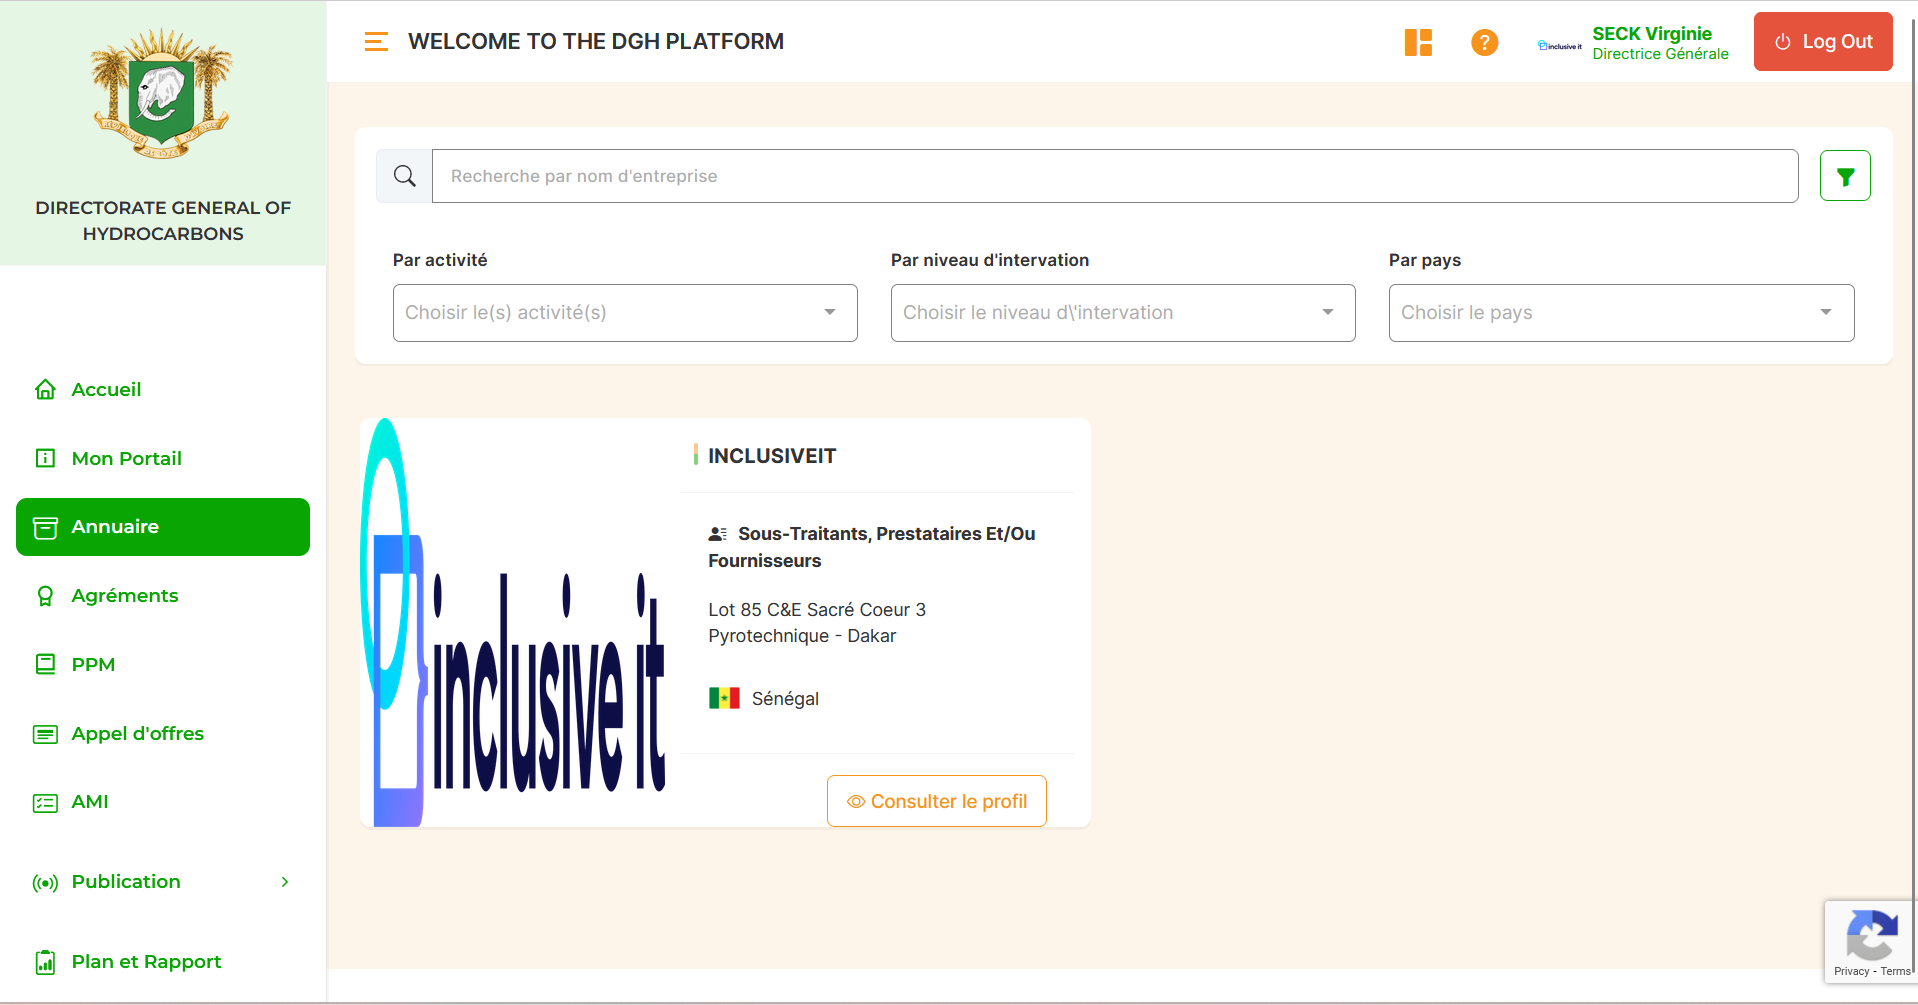 DIRECTORATE GENERAL OF
HYDROCARBONS
Accueil
Mon Portail
Annuaire
Agréments
PPM
Appel d'offres
AMI
Publication
Plan et Rapport
WELCOME TO THE DGH PLATFORM
?
inclusive it
SECK Virginie
Directrice Générale
Log Out
Recherche par nom d'entreprise
Par activité
Par niveau d'intervation
Par pays
Choisir le(s) activité(s)
Choisir le niveau d\'intervation
Choisir le pays
inclusive it
INCLUSIVEIT
Sous-Traitants, Prestataires Et/Ou
Fournisseurs
Lot 85 C&E Sacré Coeur 3
Pyrotechnique - Dakar
Sénégal
Consulter le profil
Privacy - Terms